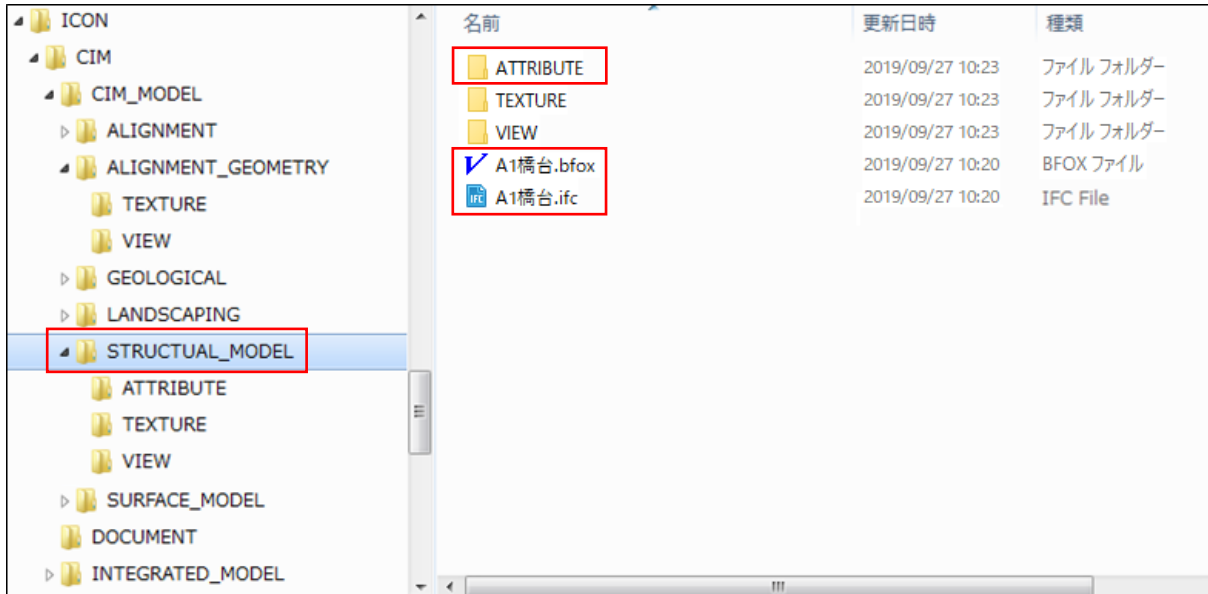 ICON
CIM
CIM_MODEL
ALIGNMENT
ALIGNMENT_GEOMETRY
TEXTURE
VIEW
GEOLOGICAL
LANDSCAPING
STRUCTUAL_MODEL
ATTRIBUTE
TEXTURE
VIEW
SURFACE_MODEL
DOCUMENT
INTEGRATED_MODEL
名前 更新日時 種類
ATTRIBUTE 2019/09/27 10:23 ファイル フォルダー
TEXTURE 2019/09/27 10:23 ファイル フォルダー
VIEW 2019/09/27 10:23 ファイル フォルダー
A1橋台.bfox 2019/09/27 10:20 BFOX ファイル
IFC A1橋台.ifc 2019/09/27 10:20 IFC File